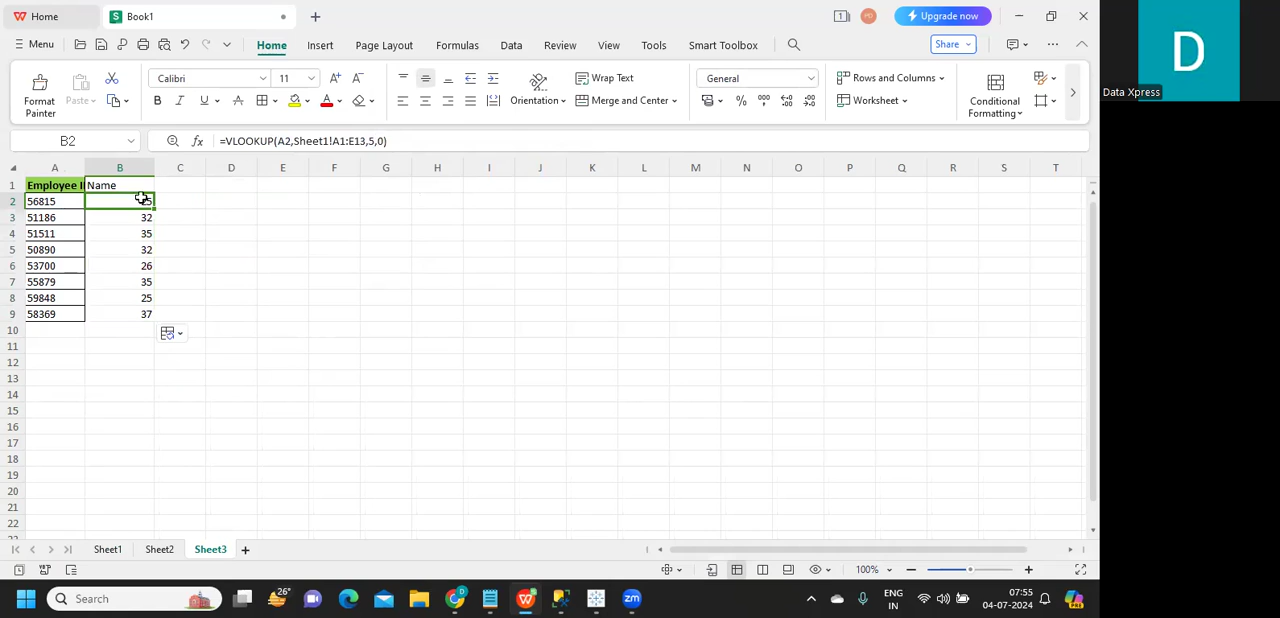 Home
Book1
Upgrade now
Menu
Home
Insert
Formulas
Page Layout
Data
Review
View
Tools
Smart Toolbox
Share
Format Painter
Paste
Calibri
11
Wrap Text
Orientation
Merge and Center
General
Rows and Columns
Worksheet
Conditional Formatting
Data Xpress
D
B2
fx
=VLOOKUP(A2,Sheet1!A1:E13,5,0)
A B C D E F G H I J K L M N O P Q R S T
1 Employee I Name
2 56815
3 51186 32
4 51511 35
5 50890 32
6 53700 26
7 55879 35
8 59848 25
9 58369 37
10
11
12
13
14
15
16
17
18
19
20
21
22
23
Sheet1 Sheet2 Sheet3
100%
Search
26°
ENG
IN
07:55
04-07-2024